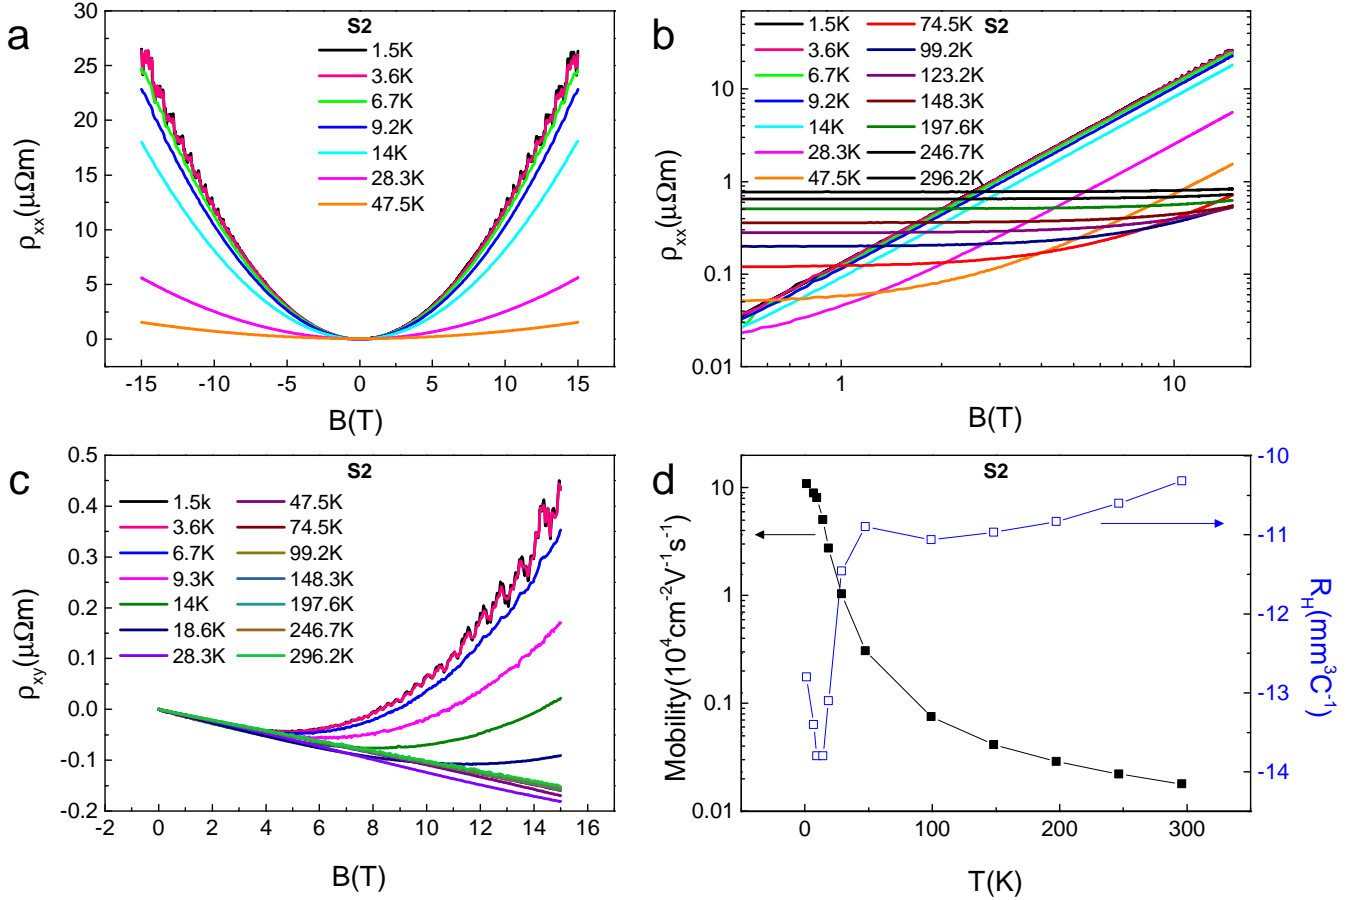 a
S2
1.5K
3.6K
6.7K
9.2K
14K
28.3K
47.5K
30
25
20
15
10
5
0
ρxx(μΩm)
-15 -10 -5 0 5 10 15
B(T)
b
S2
1.5K 74.5K
3.6K 99.2K
6.7K 123.2K
9.2K 148.3K
14K 197.6K
28.3K 246.7K
47.5K 296.2K
10
1
0.1
0.01
ρxx(μΩm)
1 10
B(T)
c
S2
1.5k 47.5K
3.6K 74.5K
6.7K 99.2K
9.3K 148.3K
14K 197.6K
18.6K 246.7K
28.3K 296.2K
0.5
0.4
0.3
0.2
0.1
0.0
-0.1
-0.2
ρxy(μΩm)
-2 0 2 4 6 8 10 12 14 16
B(T)
d
S2
10
1
0.1
0.01
Mobility(10⁴cm⁻²V⁻¹s⁻¹)
-10
-11
-12
-13
-14
R_H(mm³C⁻¹)
0 100 200 300
T(K)